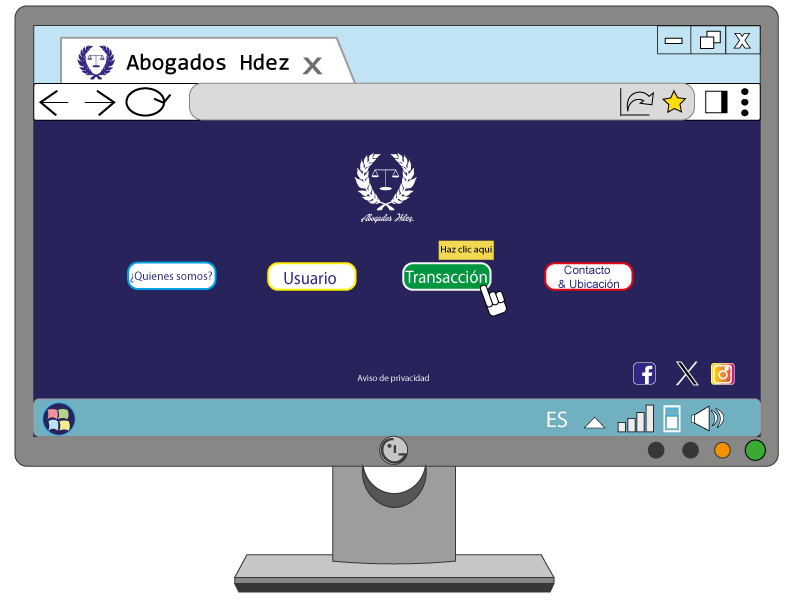 Abogados Hdez X
X
Abogados Hdez.
Haz clic aqui
¿Quienes somos?
Usuario
Transacción
Contacto
& Ubicación
Aviso de privacidad
ES